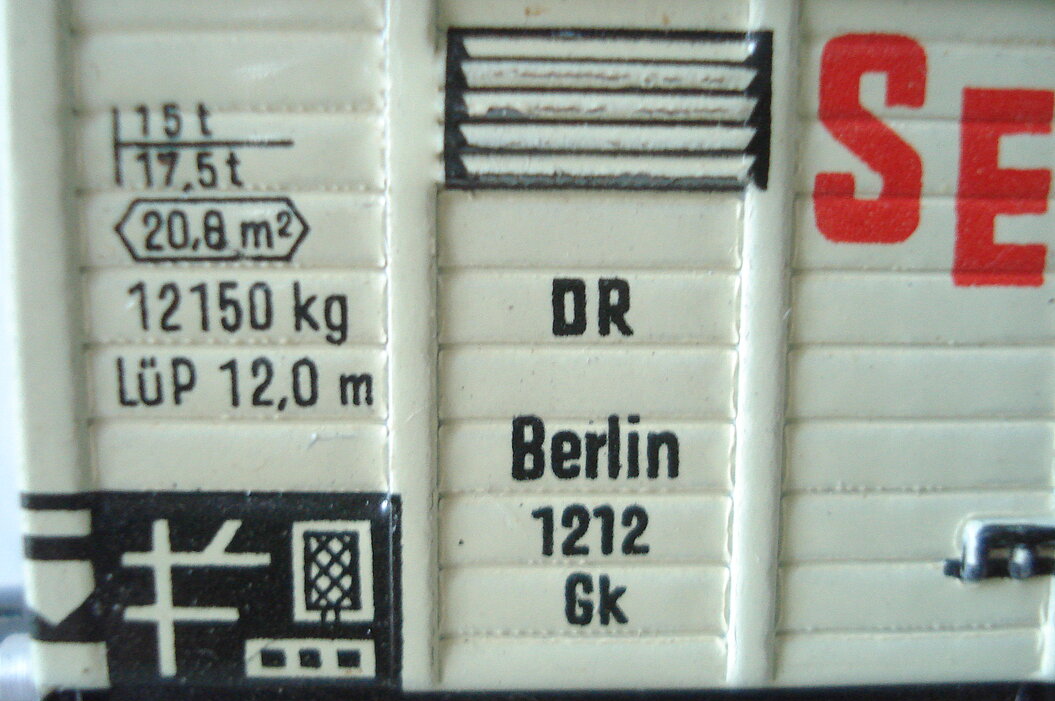 15 t
17,5 t
20,8 m²
12150 kg
LüP 12,0 m
DR
Berlin
1212
Gk
SE